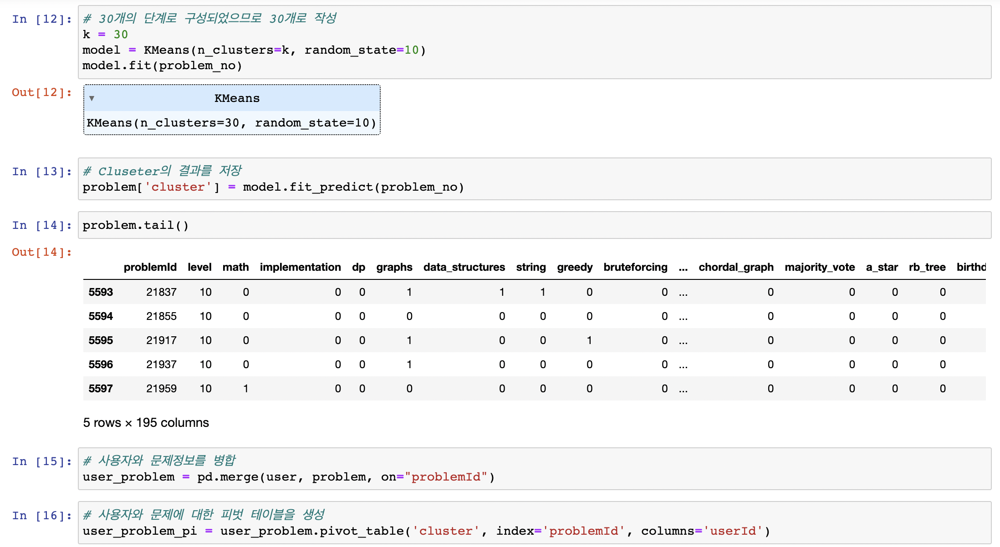 In [12]: # 30개의 단계로 구성되었으므로 30개로 작성
k = 30
model = KMeans(n_clusters=k, random_state=10)
model.fit(problem_no)
Out[12]: ▼ KMeans
KMeans(n_clusters=30, random_state=10)
In [13]: # Cluseter의 결과를 저장
problem['cluster'] = model.fit_predict(problem_no)
In [14]: problem.tail()
Out[14]:
problemId level math implementation dp graphs data_structures string greedy bruteforcing ... chordal_graph majority_vote a_star rb_tree birthd
5593 21837 10 0 0 0 1 1 1 0 0 ... 0 0 0 0
5594 21855 10 0 0 0 0 0 0 0 0 ... 0 0 0 0
5595 21917 10 0 0 0 1 0 0 1 0 ... 0 0 0 0
5596 21937 10 0 0 0 1 0 0 0 0 ... 0 0 0 0
5597 21959 10 1 0 0 0 0 0 0 0 ... 0 0 0 0
5 rows × 195 columns
In [15]: # 사용자와 문제정보를 병합
user_problem = pd.merge(user, problem, on="problemId")
In [16]: # 사용자와 문제에 대한 피벗 테이블을 생성
user_problem_pi = user_problem.pivot_table('cluster', index='problemId', columns='userId')